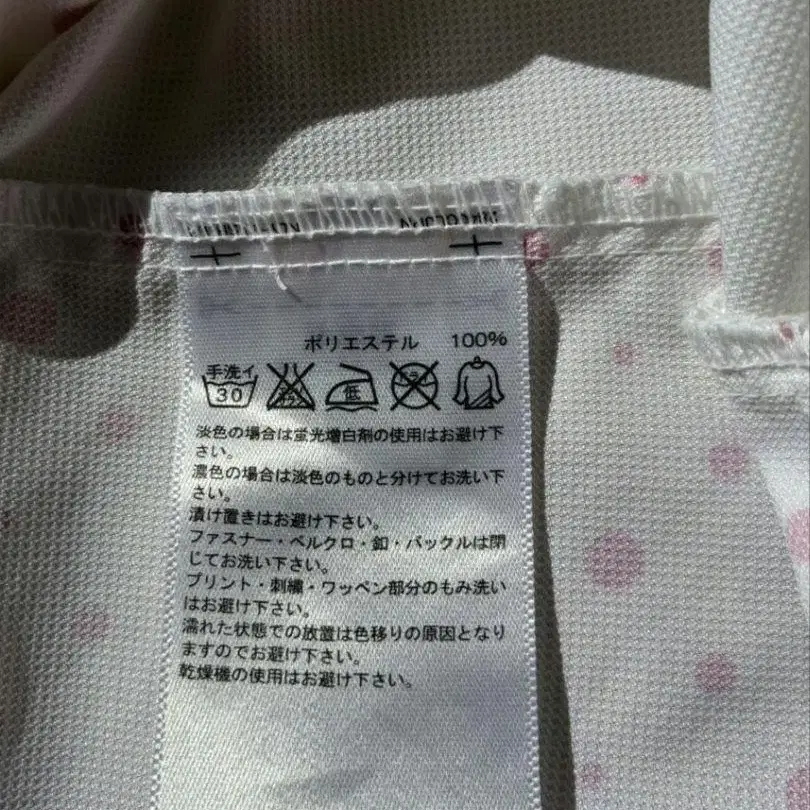 ポリエステル 100%
手洗イ
30
低
淡色の場合は蛍光増白剤の使用はお避け下
さい。
濃色の場合は淡色のものと分けてお洗い下
さい。
漬け置きはお避け下さい。
ファスナー・ベルクロ・釦・バックルは閉
じてお洗い下さい。
プリント・刺繍・ワッペン部分のもみ洗い
はお避け下さい。
濡れた状態での放置は色移りの原因となり
ますのでお避け下さい。
乾燥機の使用はお避け下さい。